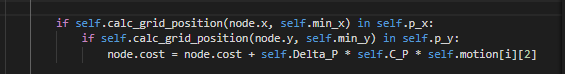 if self.calc_grid_position(node.x, self.min_x) in self.p_x:
if self.calc_grid_position(node.y, self.min_y) in self.p_y:
node.cost = node.cost + self.Delta_P * self.C_P * self.motion[i][2]